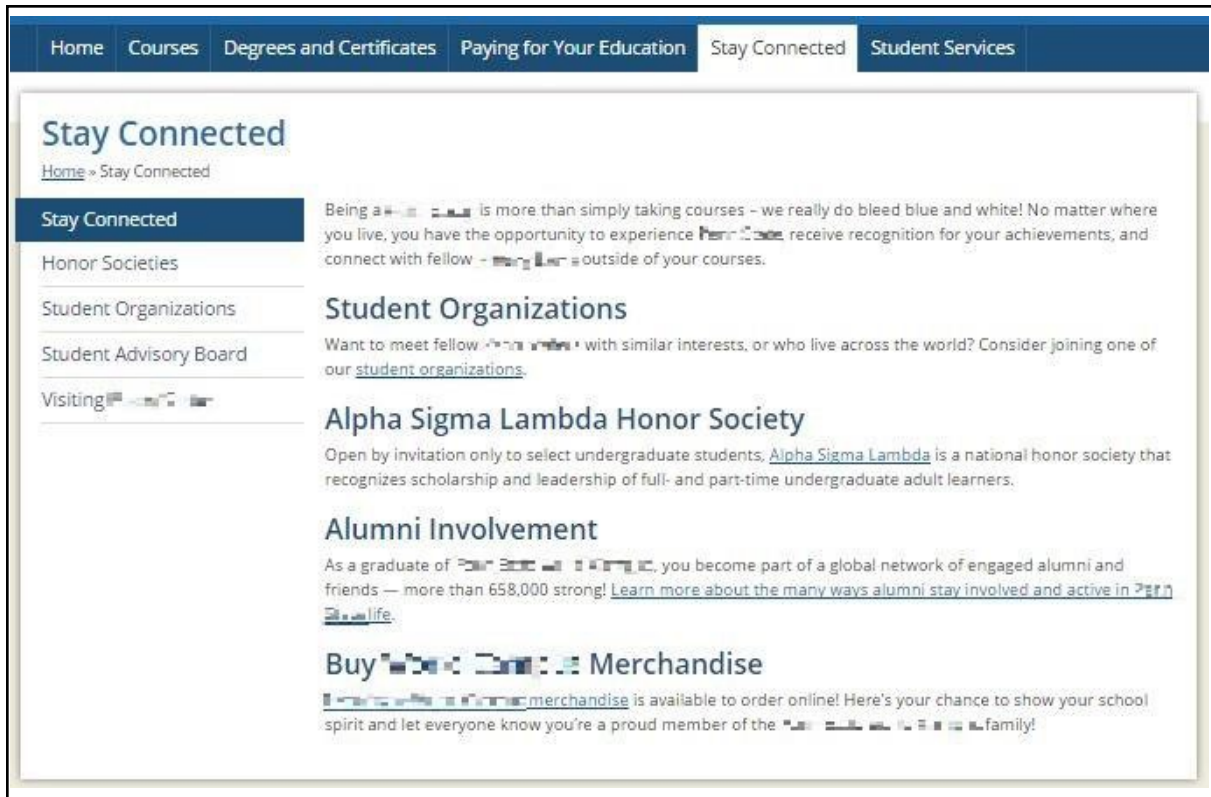 Home Courses Degrees and Certificates Paying for Your Education Stay Connected Student Services
Stay Connected
Home » Stay Connected
Stay Connected
Honor Societies
Student Organizations
Student Advisory Board
Visiting
Being a is more than simply taking courses – we really do bleed blue and white! No matter where
you live, you have the opportunity to experience receive recognition for your achievements, and
connect with fellow – outside of your courses.
Student Organizations
Want to meet fellow with similar interests, or who live across the world? Consider joining one of
our student organizations.
Alpha Sigma Lambda Honor Society
Open by invitation only to select undergraduate students, Alpha Sigma Lambda is a national honor society that
recognizes scholarship and leadership of full- and part-time undergraduate adult learners.
Alumni Involvement
As a graduate of , you become part of a global network of engaged alumni and
friends — more than 658,000 strong! Learn more about the many ways alumni stay involved and active in
life.
Buy Merchandise
merchandise is available to order online! Here's your chance to show your school
spirit and let everyone know you're a proud member of the family!